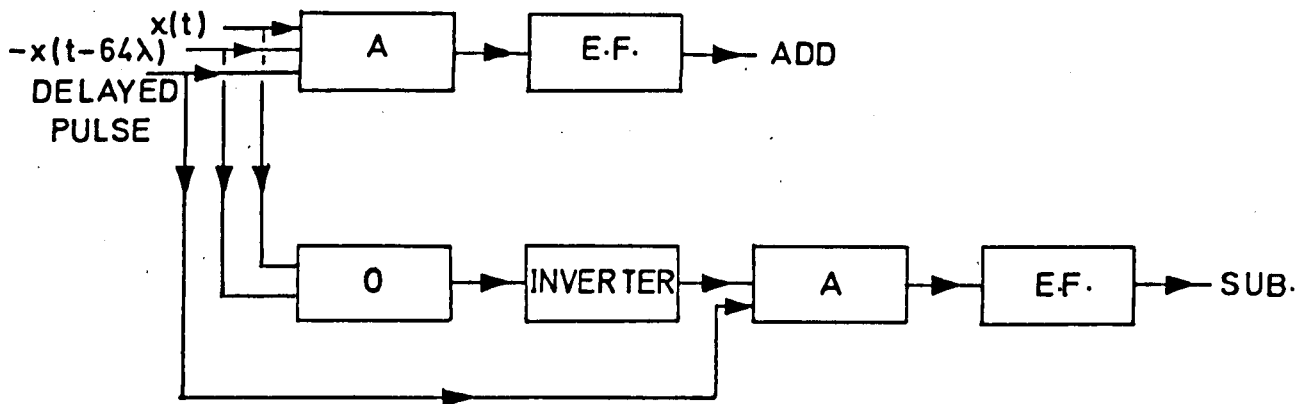 x(t)
-x(t-64λ)
DELAYED
PULSE
A
E.F.
ADD
O
INVERTER
A
E.F.
SUB.